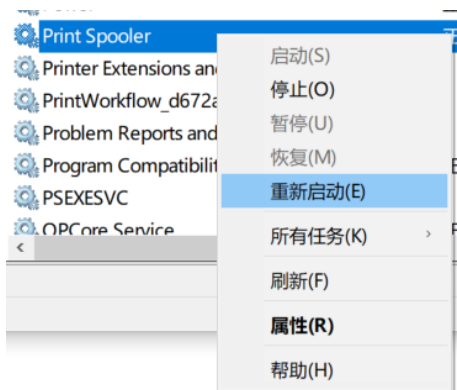 Print Spooler
Printer Extensions an
PrintWorkflow_d672a
Problem Reports and
Program Compatibilit
PSEXESVC
QPCore Service
启动(S)
停止(O)
暂停(U)
恢复(M)
重新启动(E)
所有任务(K)
刷新(F)
属性(R)
帮助(H)